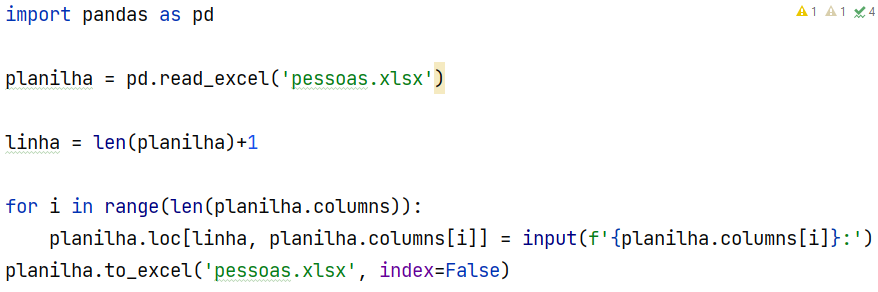 import pandas as pd
1 1 4
planilha = pd.read_excel('pessoas.xlsx')
linha = len(planilha)+1
for i in range(len(planilha.columns)):
    planilha.loc[linha, planilha.columns[i]] = input(f'{planilha.columns[i]}:')
planilha.to_excel('pessoas.xlsx', index=False)